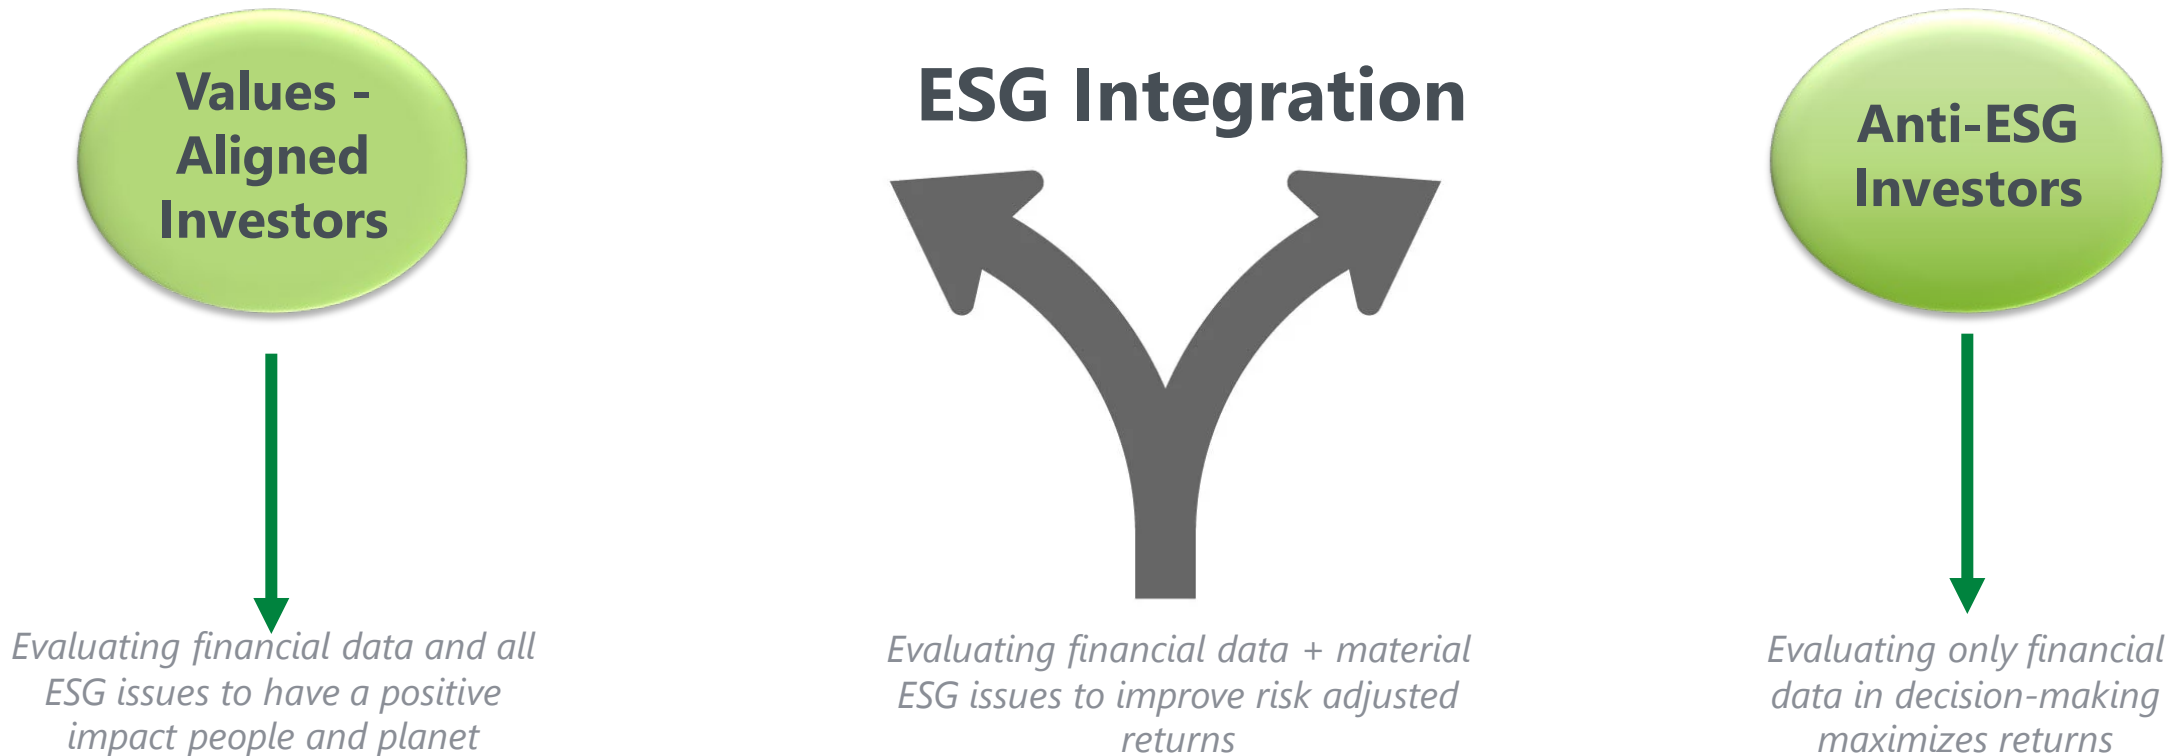 Values -
Aligned
Investors
ESG Integration
Anti-ESG
Investors
Evaluating financial data and all
ESG issues to have a positive
impact people and planet
Evaluating financial data + material
ESG issues to improve risk adjusted
returns
Evaluating only financial
data in decision-making
maximizes returns